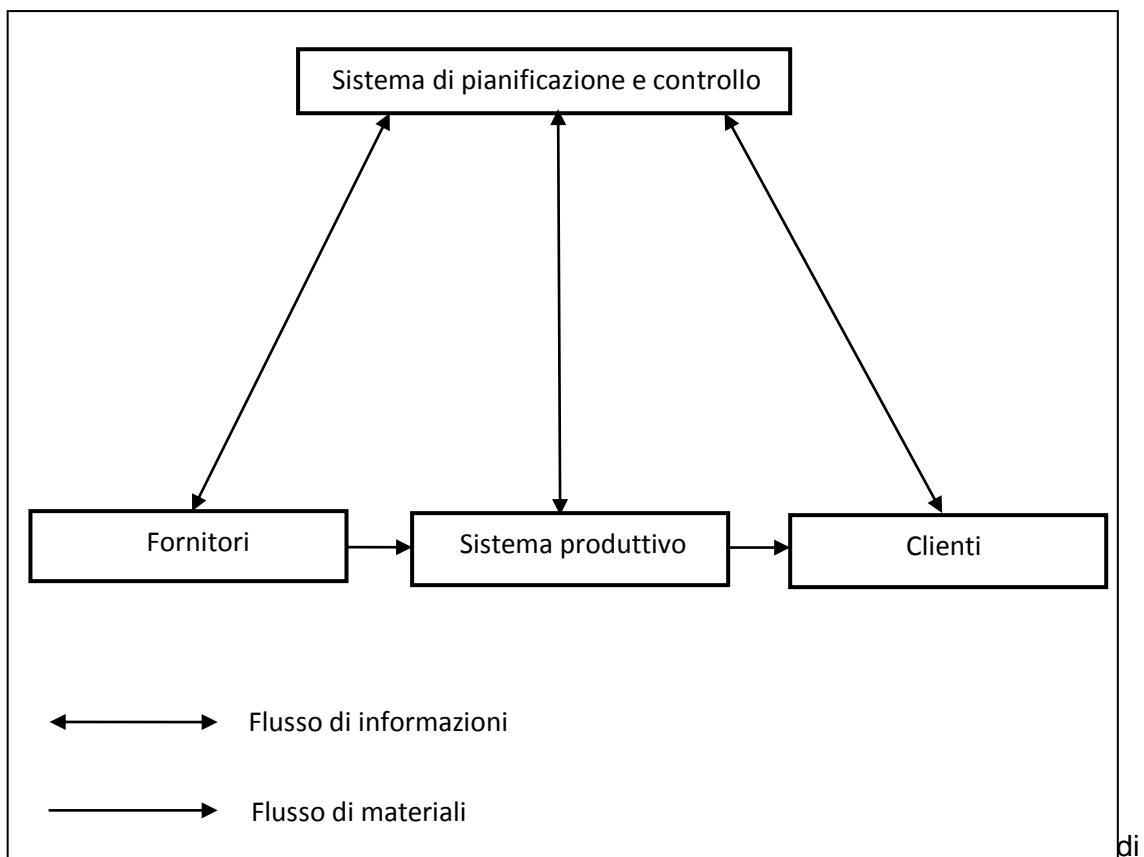 Sistema di pianificazione e controllo
Fornitori
Sistema produttivo
Clienti
Flusso di informazioni
Flusso di materiali
di